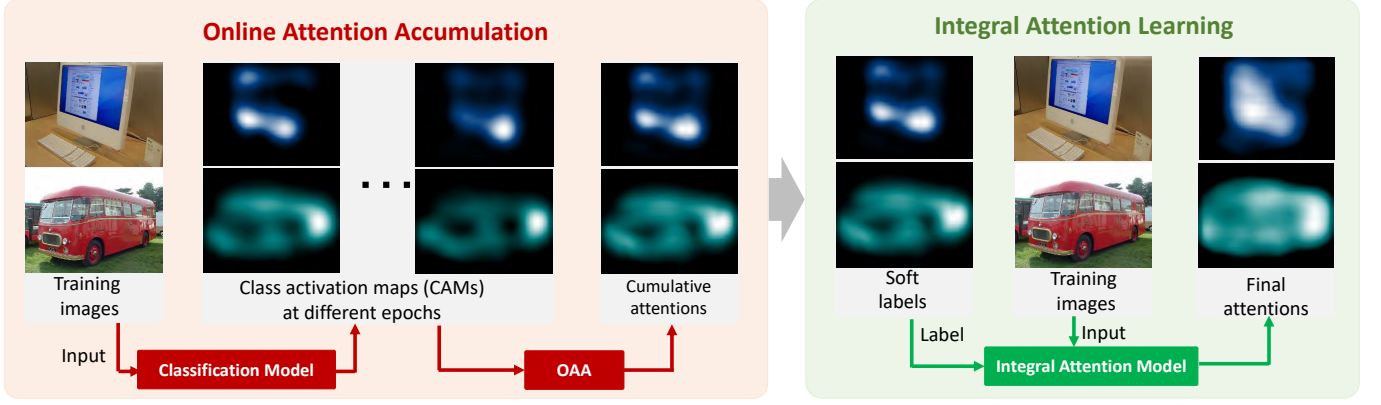 Online Attention Accumulation
Training
images
Class activation maps (CAMs)
at different epochs
Cumulative
attentions
Input
Classification Model
OAA
Integral Attention Learning
Soft
labels
Training
images
Final
attentions
Label
Input
Integral Attention Model